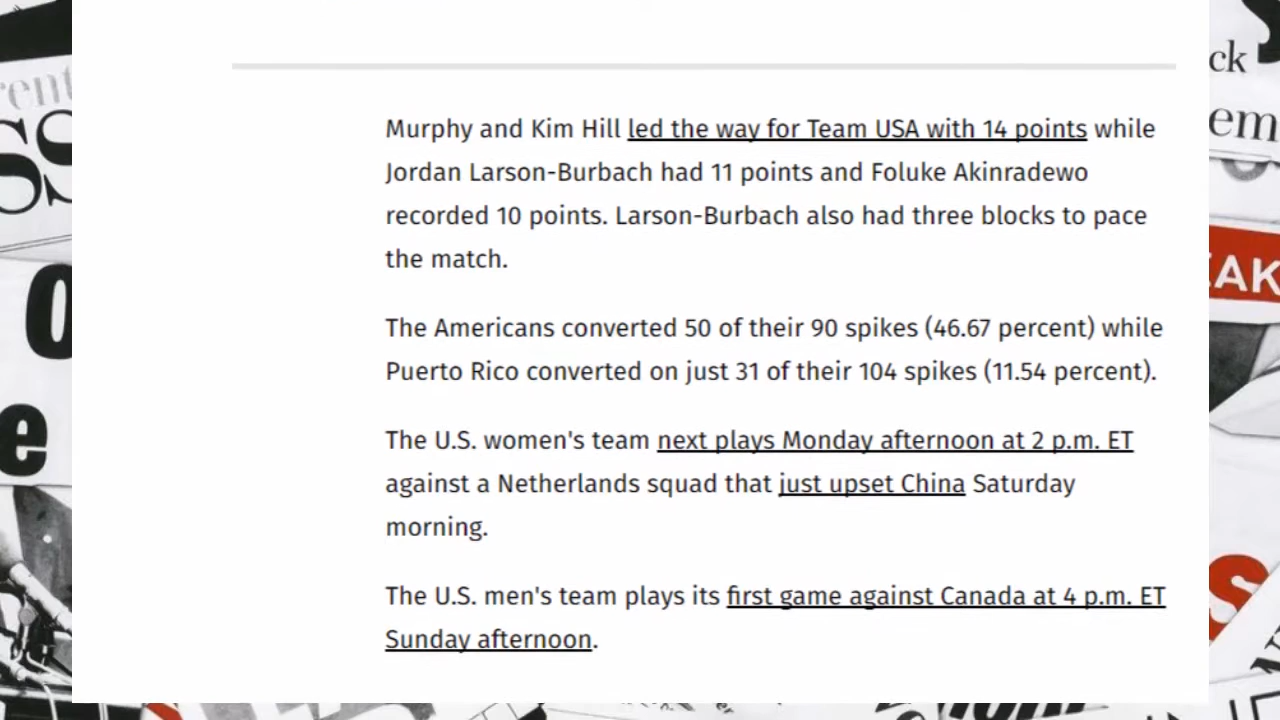 Murphy and Kim Hill led the way for Team USA with 14 points while
Jordan Larson-Burbach had 11 points and Foluke Akinradewo
recorded 10 points. Larson-Burbach also had three blocks to pace
the match.
The Americans converted 50 of their 90 spikes (46.67 percent) while
Puerto Rico converted on just 31 of their 104 spikes (11.54 percent).
The U.S. women's team next plays Monday afternoon at 2 p.m. ET
against a Netherlands squad that just upset China Saturday
morning.
The U.S. men's team plays its first game against Canada at 4 p.m. ET
Sunday afternoon.